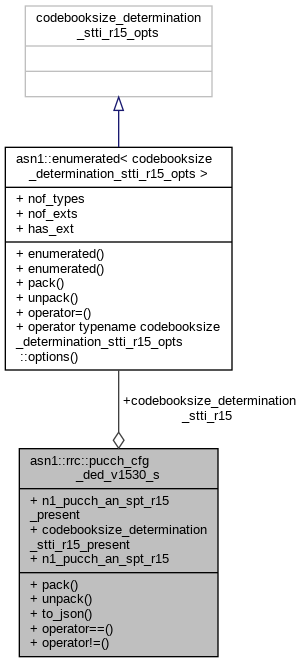 codebooksize_determination
_stti_r15_opts
asn1::enumerated< codebooksize
_determination_stti_r15_opts >
+ nof_types
+ nof_exts
+ has_ext
+ enumerated()
+ enumerated()
+ pack()
+ unpack()
+ operator=()
+ operator typename codebooksize
_determination_stti_r15_opts
::options()
+codebooksize_determination
_stti_r15
asn1::rrc::pucch_cfg
_ded_v1530_s
+ n1_pucch_an_spt_r15
_present
+ codebooksize_determination
_stti_r15_present
+ n1_pucch_an_spt_r15
+ pack()
+ unpack()
+ to_json()
+ operator==()
+ operator!=()